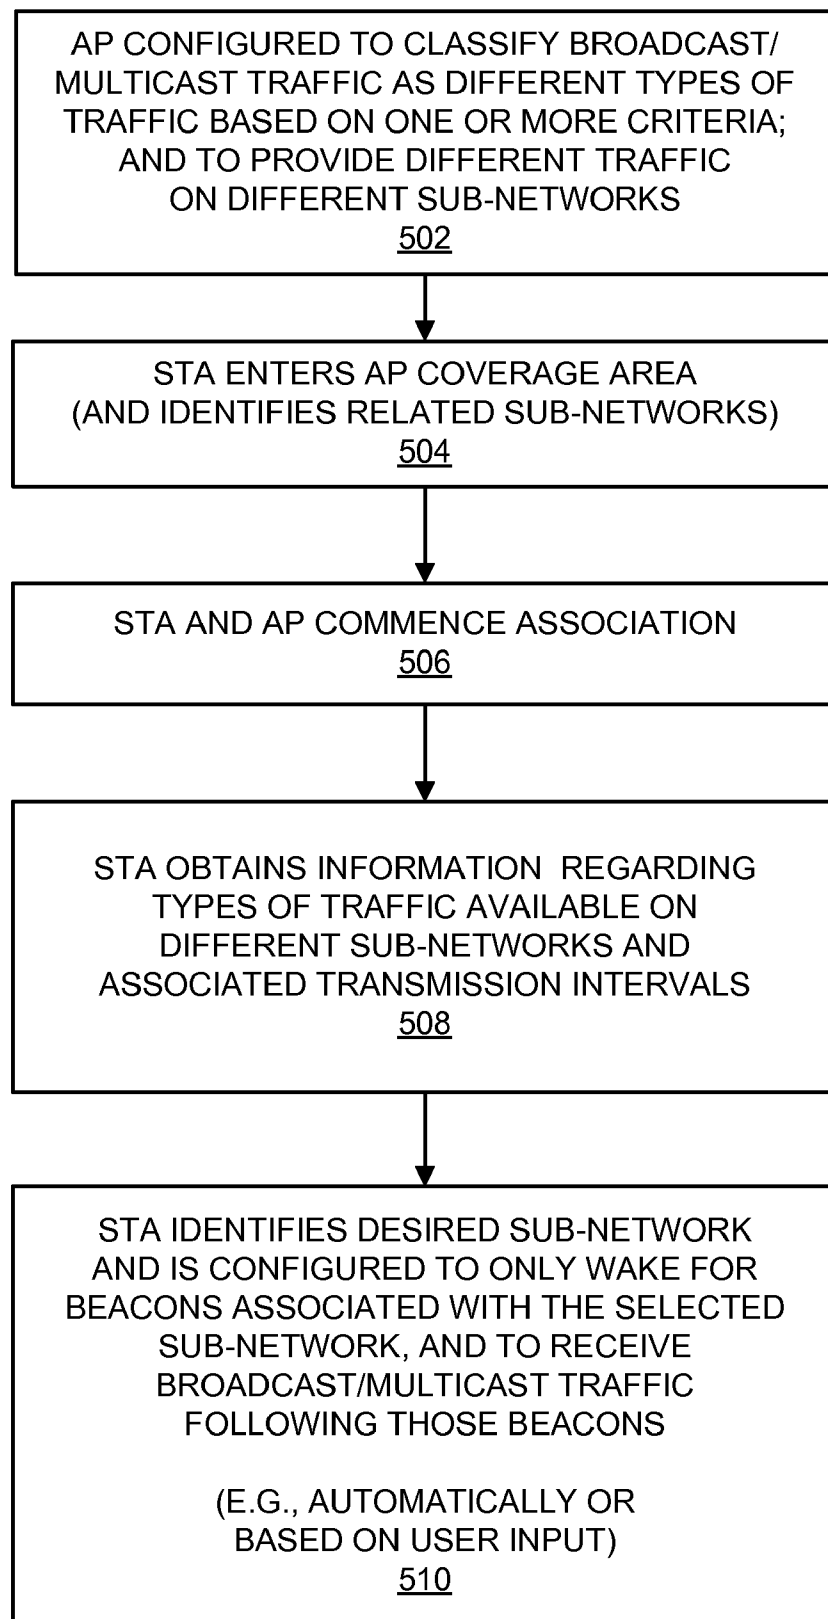 AP CONFIGURED TO CLASSIFY BROADCAST/
MULTICAST TRAFFIC AS DIFFERENT TYPES OF
TRAFFIC BASED ON ONE OR MORE CRITERIA;
AND TO PROVIDE DIFFERENT TRAFFIC
ON DIFFERENT SUB-NETWORKS
502
STA ENTERS AP COVERAGE AREA
(AND IDENTIFIES RELATED SUB-NETWORKS)
504
STA AND AP COMMENCE ASSOCIATION
506
STA OBTAINS INFORMATION REGARDING
TYPES OF TRAFFIC AVAILABLE ON
DIFFERENT SUB-NETWORKS AND
ASSOCIATED TRANSMISSION INTERVALS
508
STA IDENTIFIES DESIRED SUB-NETWORK
AND IS CONFIGURED TO ONLY WAKE FOR
BEACONS ASSOCIATED WITH THE SELECTED
SUB-NETWORK, AND TO RECEIVE
BROADCAST/MULTICAST TRAFFIC
FOLLOWING THOSE BEACONS
(E.G., AUTOMATICALLY OR
BASED ON USER INPUT)
510